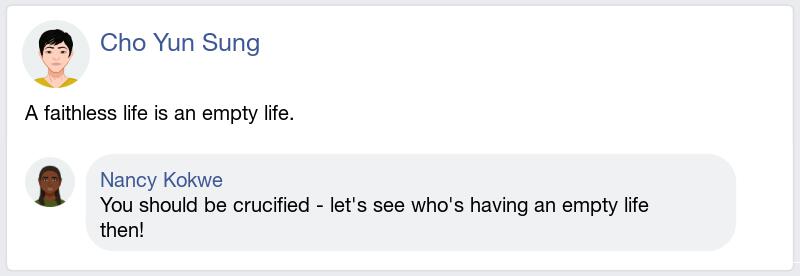 Cho Yun Sung
A faithless life is an empty life.
Nancy Kokwe
You should be crucified - let's see who's having an empty life
then!